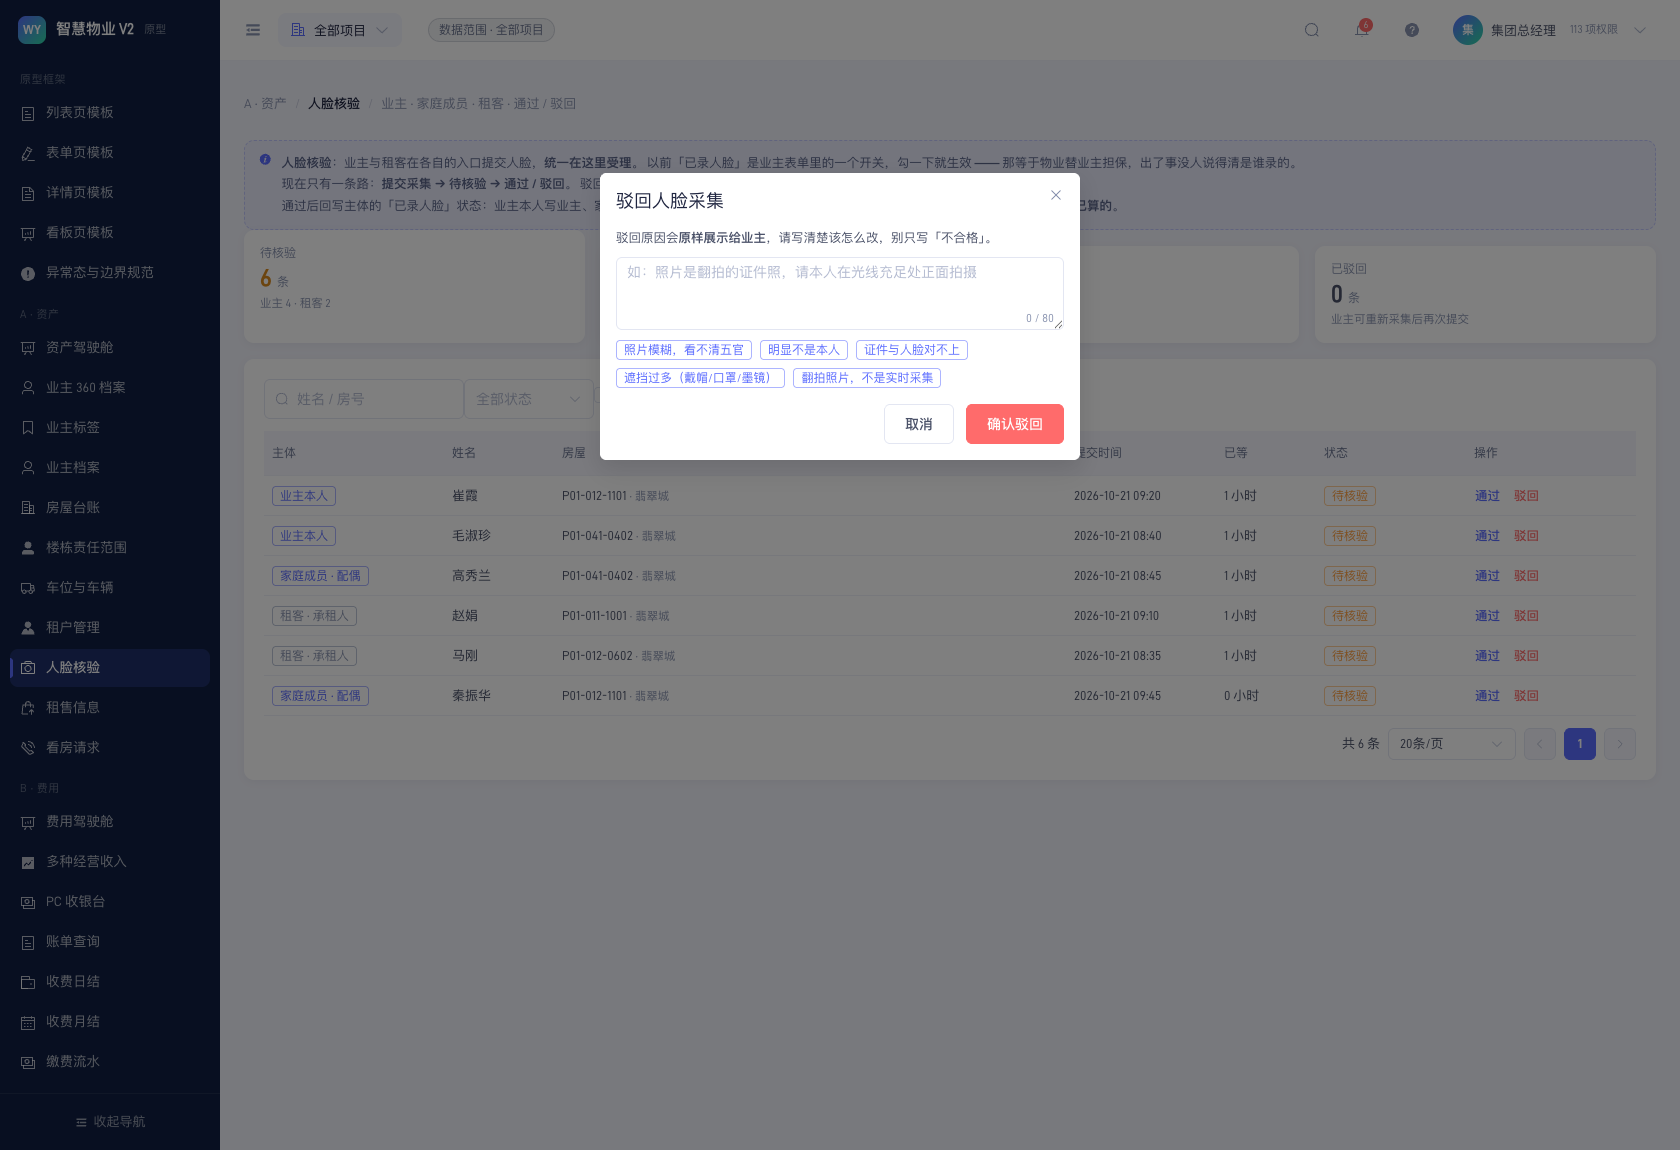 WY 智慧物业 V2 原型
原型框架
列表页模板
表单页模板
详情页模板
看板页模板
异常态与边界规范
A · 资产
资产驾驶舱
业主 360 档案
业主标签
业主档案
房屋台账
楼栋责任范围
车位与车辆
租户管理
人脸核验
租售信息
看房请求
B · 费用
费用驾驶舱
多种经营收入
PC 收银台
账单查询
收费日结
收费月结
缴费流水
收起导航
全部项目
数据范围 · 全部项目
6
集 集团总经理 113 项权限
A · 资产 / 人脸核验 / 业主 · 家庭成员 · 租客 · 通过 / 驳回
人脸核验：业主与租客在各自的入口提交人脸，统一在这里受理。以前「已录人脸」是业主表单里的一个开关，勾一下就生效 —— 那等于物业替业主担保，出了事没人说得清是谁录的。
现在只有一条路：提交采集 → 待核验 → 通过 / 驳回。驳
通过后回写主体的「已录人脸」状态：业主本人写业主、 己算的。
待核验
6 条
业主 4 · 租客 2
已驳回
0 条
业主可重新采集后再次提交
驳回人脸采集
驳回原因会原样展示给业主，请写清楚该怎么改，别只写「不合格」。
如：照片是翻拍的证件照，请本人在光线充足处正面拍摄
0 / 80
照片模糊，看不清五官 明显不是本人 证件与人脸对不上
遮挡过多（戴帽/口罩/墨镜） 翻拍照片，不是实时采集
取消 确认驳回
姓名 / 房号 全部状态
主体 姓名 房屋 提交时间 已等 状态 操作
业主本人 崔霞 P01-012-1101 · 翡翠城 2026-10-21 09:20 1 小时 待核验 通过 驳回
业主本人 毛淑珍 P01-041-0402 · 翡翠城 2026-10-21 08:40 1 小时 待核验 通过 驳回
家庭成员 · 配偶 高秀兰 P01-041-0402 · 翡翠城 2026-10-21 08:45 1 小时 待核验 通过 驳回
租客 · 承租人 赵娟 P01-011-1001 · 翡翠城 2026-10-21 09:10 1 小时 待核验 通过 驳回
租客 · 承租人 马刚 P01-012-0602 · 翡翠城 2026-10-21 08:35 1 小时 待核验 通过 驳回
家庭成员 · 配偶 秦振华 P01-012-1101 · 翡翠城 2026-10-21 09:45 0 小时 待核验 通过 驳回
共 6 条 20条/页 1